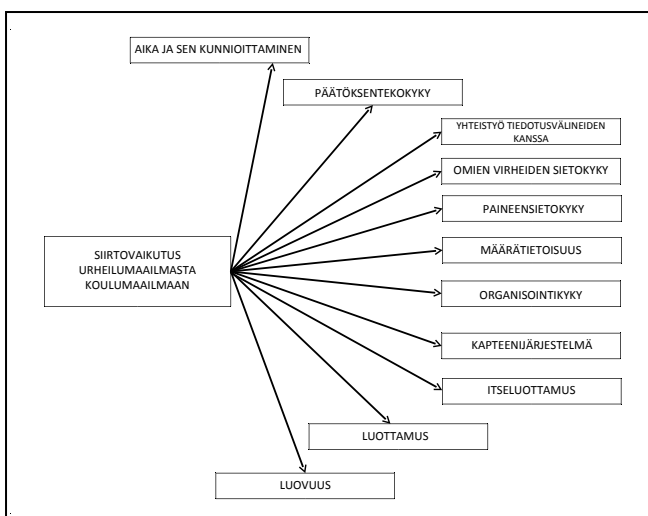 AIKA JA SEN KUNNIOITTAMINEN
PÄÄTÖKSENTEKOKYKY
YHTEISTYÖ TIEDOTUSVÄLINEIDEN
KANSSA
OMIEN VIRHEIDEN SIETOKYKY
PAINEENSIETOKYKY
SIIRTOVAIKUTUS
URHEILUMAAILMASTA
KOULUMAAILMAAN
MÄÄRÄTIETOISUUS
ORGANISOINTIKYKY
KAPTEENIJÄRJESTELMÄ
ITSELUOTTAMUS
LUOTTAMUS
LUOVUUS